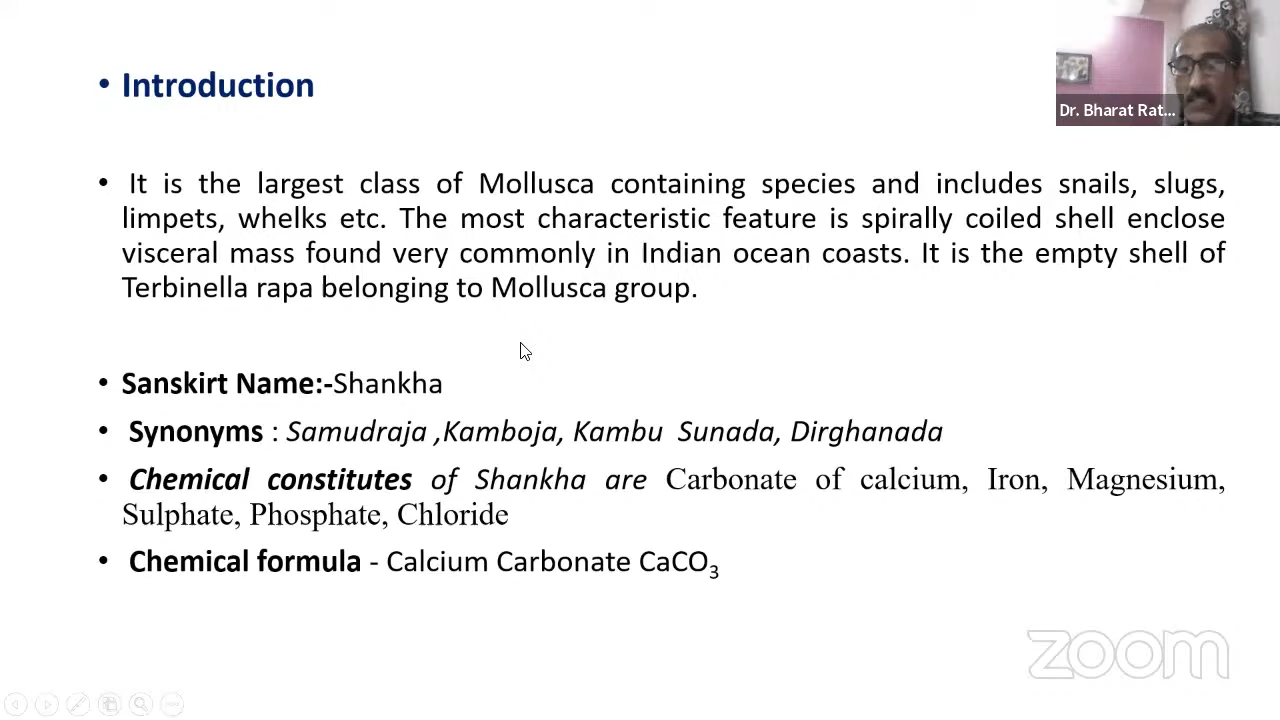 • Introduction
Dr. Bharat Rat...
• It is the largest class of Mollusca containing species and includes snails, slugs,
limpets, whelks etc. The most characteristic feature is spirally coiled shell enclose
visceral mass found very commonly in Indian ocean coasts. It is the empty shell of
Terbinella rapa belonging to Mollusca group.
• Sanskirt Name:-Shankha
• Synonyms : Samudraja ,Kamboja, Kambu Sunada, Dirghanada
• Chemical constitutes of Shankha are Carbonate of calcium, Iron, Magnesium,
Sulphate, Phosphate, Chloride
• Chemical formula - Calcium Carbonate CaCO₃
zoom